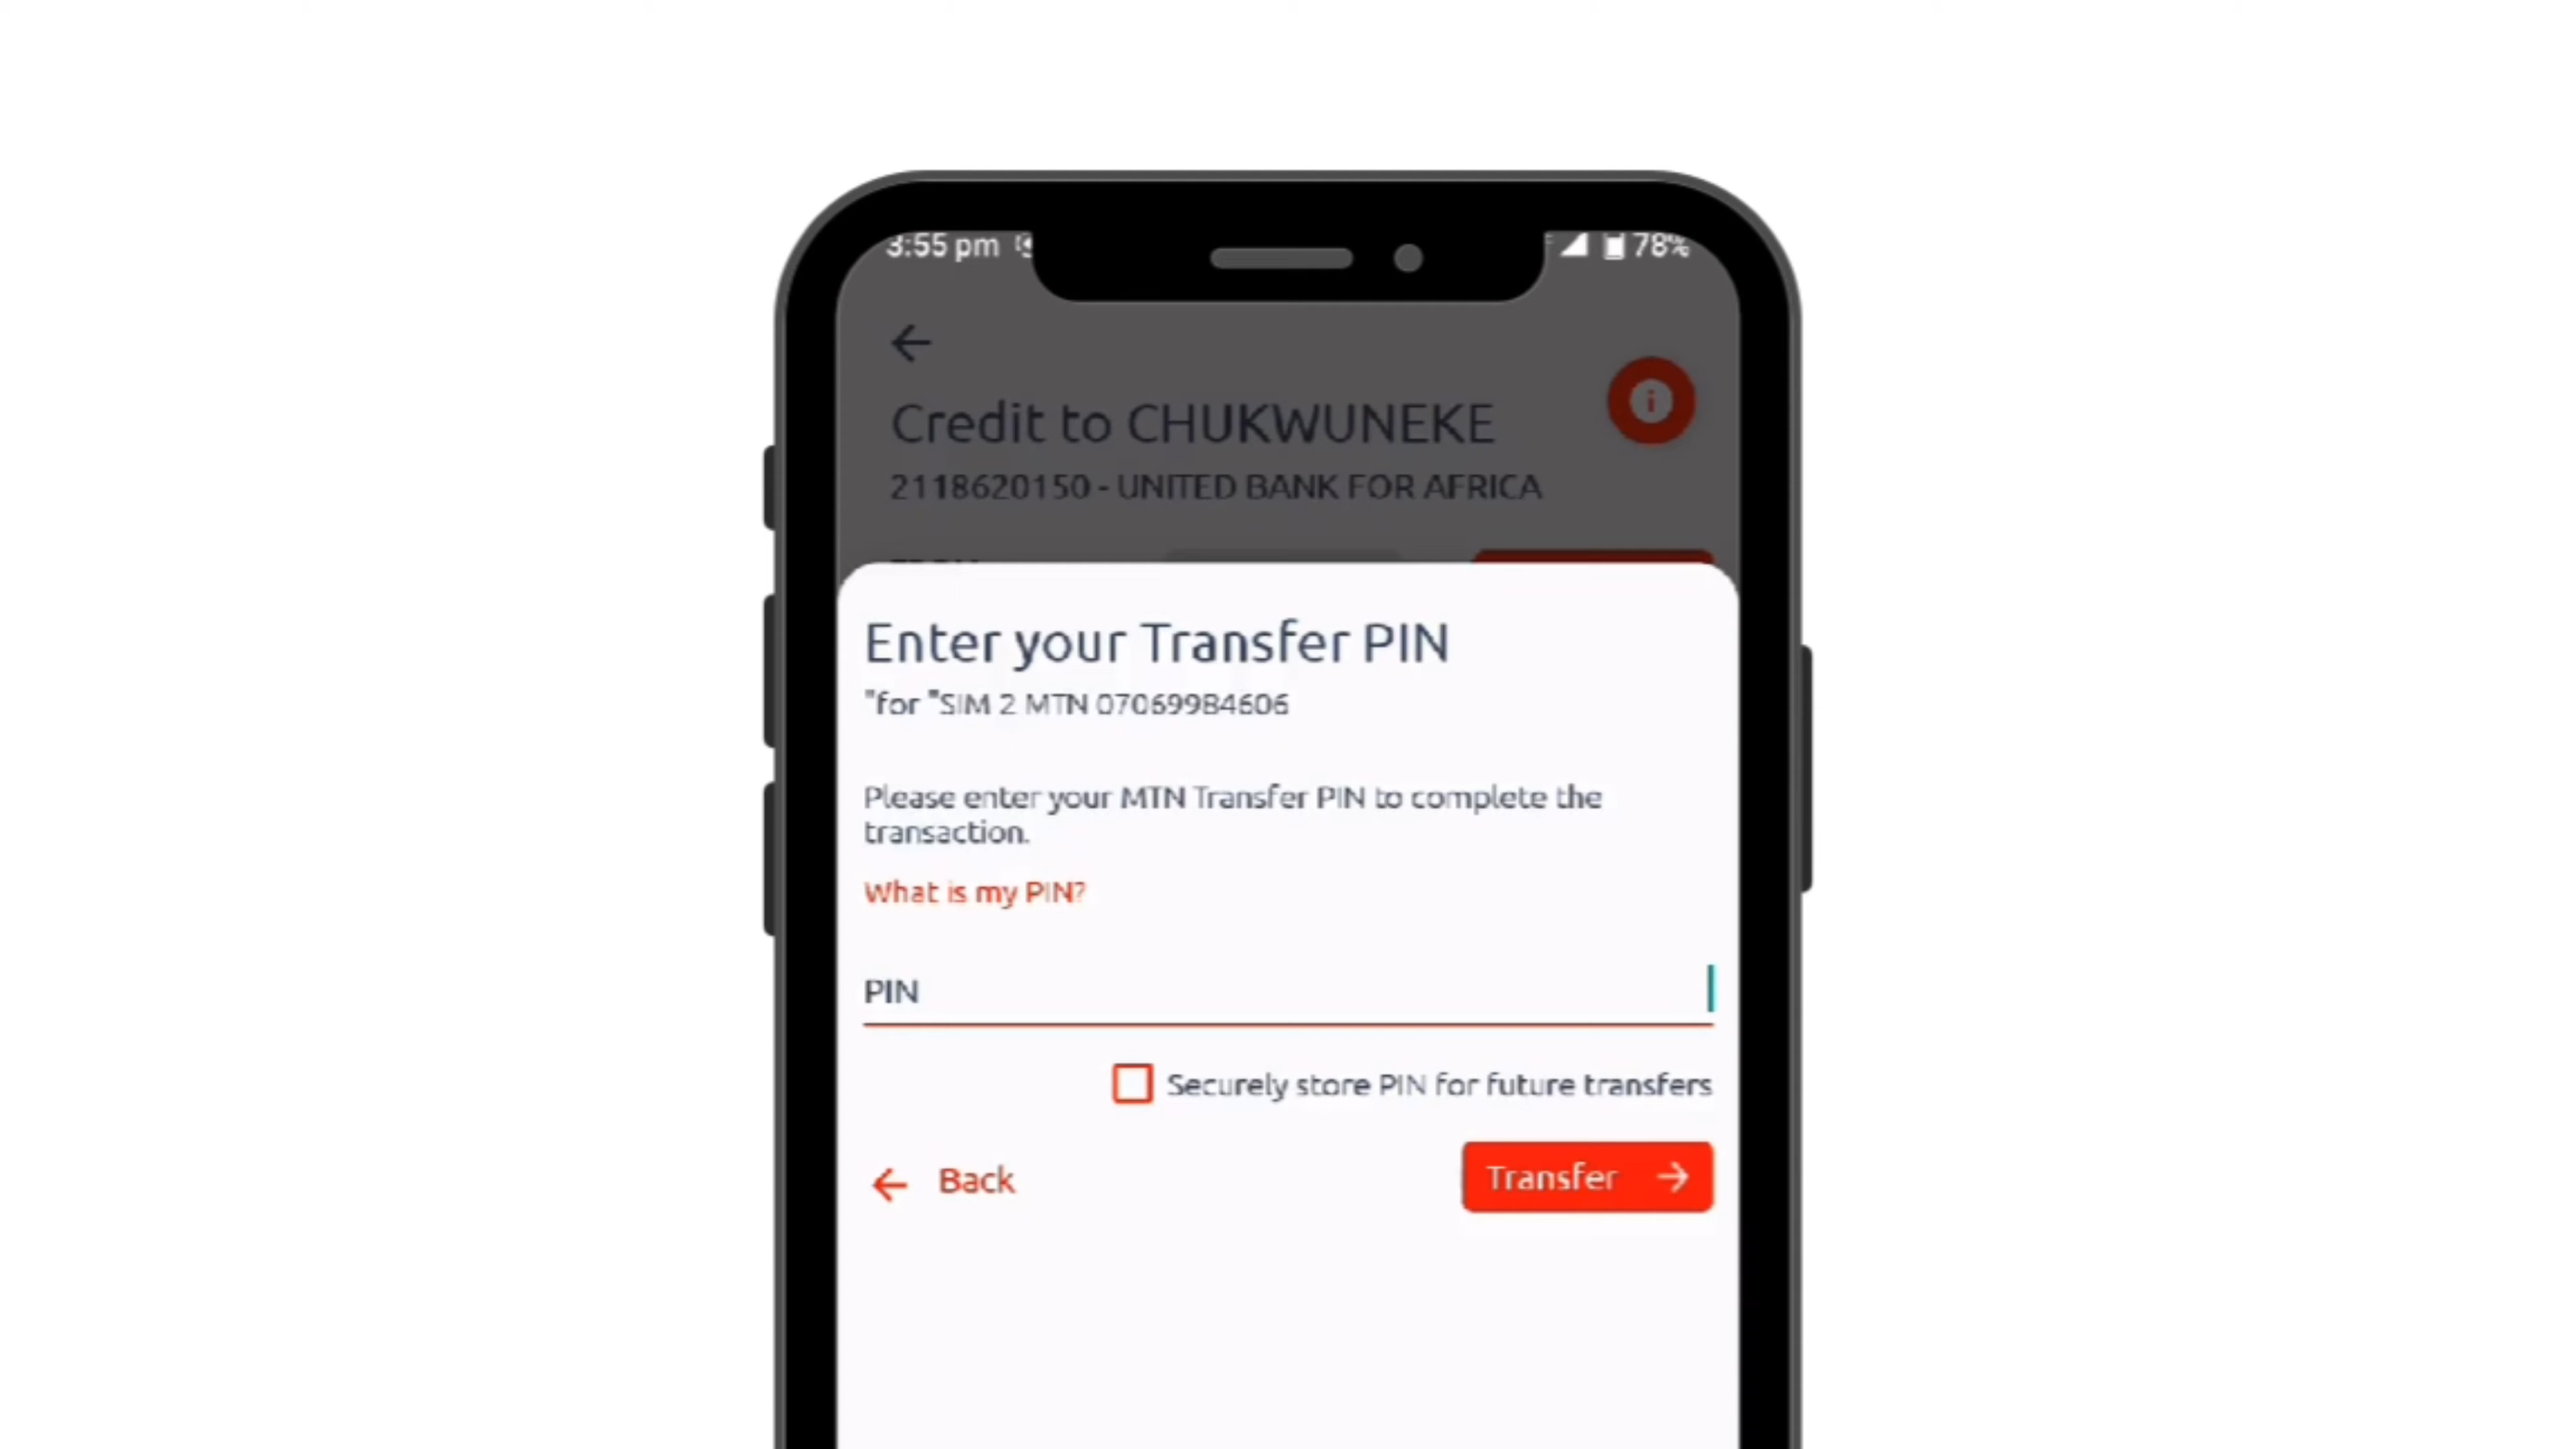 3:55 pm
78%
Credit to CHUKWUNEKE
2118620150 - UNITED BANK FOR AFRICA
Enter your Transfer PIN
"for "SIM 2 MTN 07069984606
Please enter your MTN Transfer PIN to complete the
transaction.
What is my PIN?
PIN
Securely store PIN for future transfers
Back
Transfer